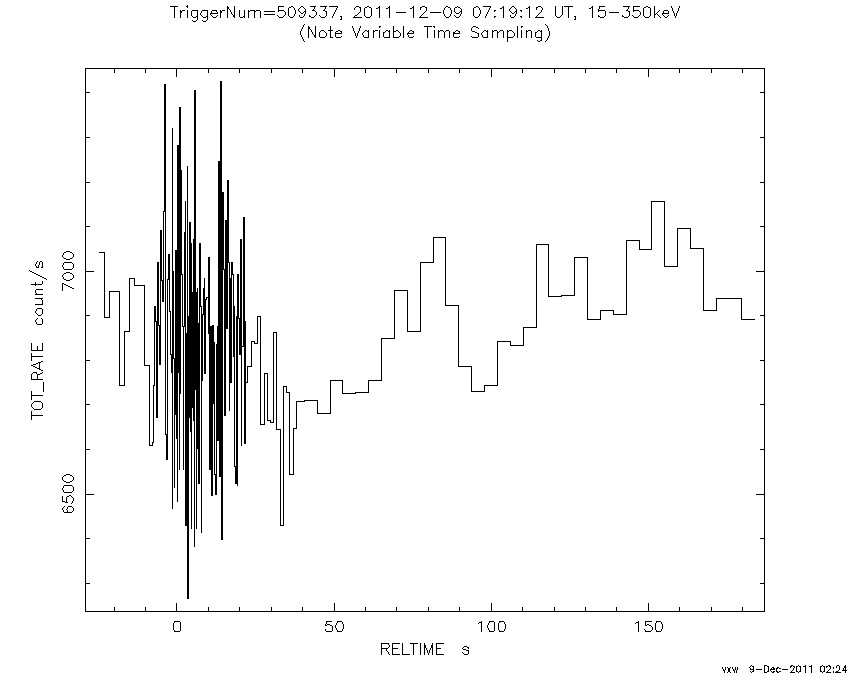 TriggerNum=509337, 2011-12-09 07:19:12 UT, 15-350keV
(Note Variable Time Sampling)
TOT_RATE count/s
7000
6500
0 50 100 150
RELTIME s
vxw 9-Dec-2011 02:24